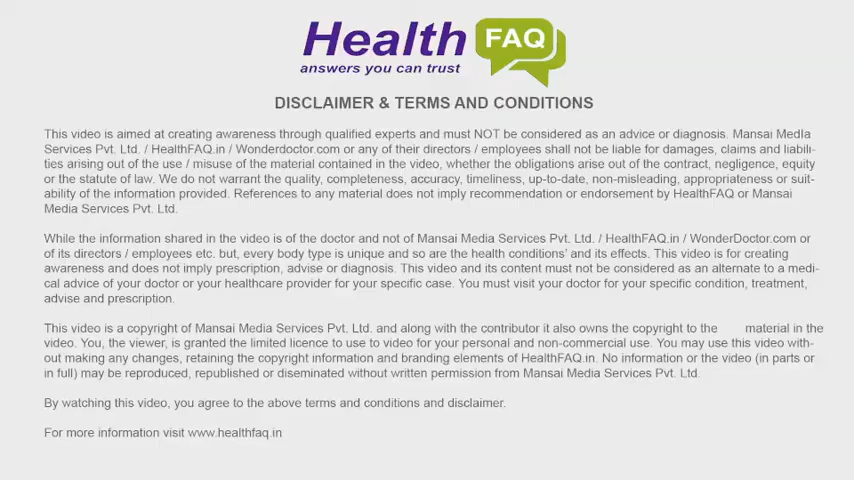 Health FAQ
answers you can trust
DISCLAIMER & TERMS AND CONDITIONS
This video is aimed at creating awareness through qualified experts and must NOT be considered as an advice or diagnosis. Mansai Media
Services Pvt. Ltd. / HealthFAQ.in / Wonderdoctor.com or any of their directors / employees shall not be liable for damages, claims and liabili-
ties arising out of the use / misuse of the material contained in the video, whether the obligations arise out of the contract, negligence, equity
or the statute of law. We do not warrant the quality, completeness, accuracy, timeliness, up-to-date, non-misleading, appropriateness or suit-
ability of the information provided. References to any material does not imply recommendation or endorsement by HealthFAQ or Mansai
Media Services Pvt. Ltd.
While the information shared in the video is of the doctor and not of Mansai Media Services Pvt. Ltd. / HealthFAQ.in / WonderDoctor.com or
of its directors / employees etc. but, every body type is unique and so are the health conditions' and its effects. This video is for creating
awareness and does not imply prescription, advise or diagnosis. This video and its content must not be considered as an alternate to a medi-
cal advice of your doctor or your healthcare provider for your specific case. You must visit your doctor for your specific condition, treatment,
advise and prescription.
This video is a copyright of Mansai Media Services Pvt. Ltd. and along with the contributor it also owns the copyright to the material in the
video. You, the viewer, is granted the limited licence to use to video for your personal and non-commercial use. You may use this video with-
out making any changes, retaining the copyright information and branding elements of HealthFAQ.in. No information or the video (in parts or
in full) may be reproduced, republished or diseminated without written permission from Mansai Media Services Pvt. Ltd.
By watching this video, you agree to the above terms and conditions and disclaimer.
For more information visit www.healthfaq.in